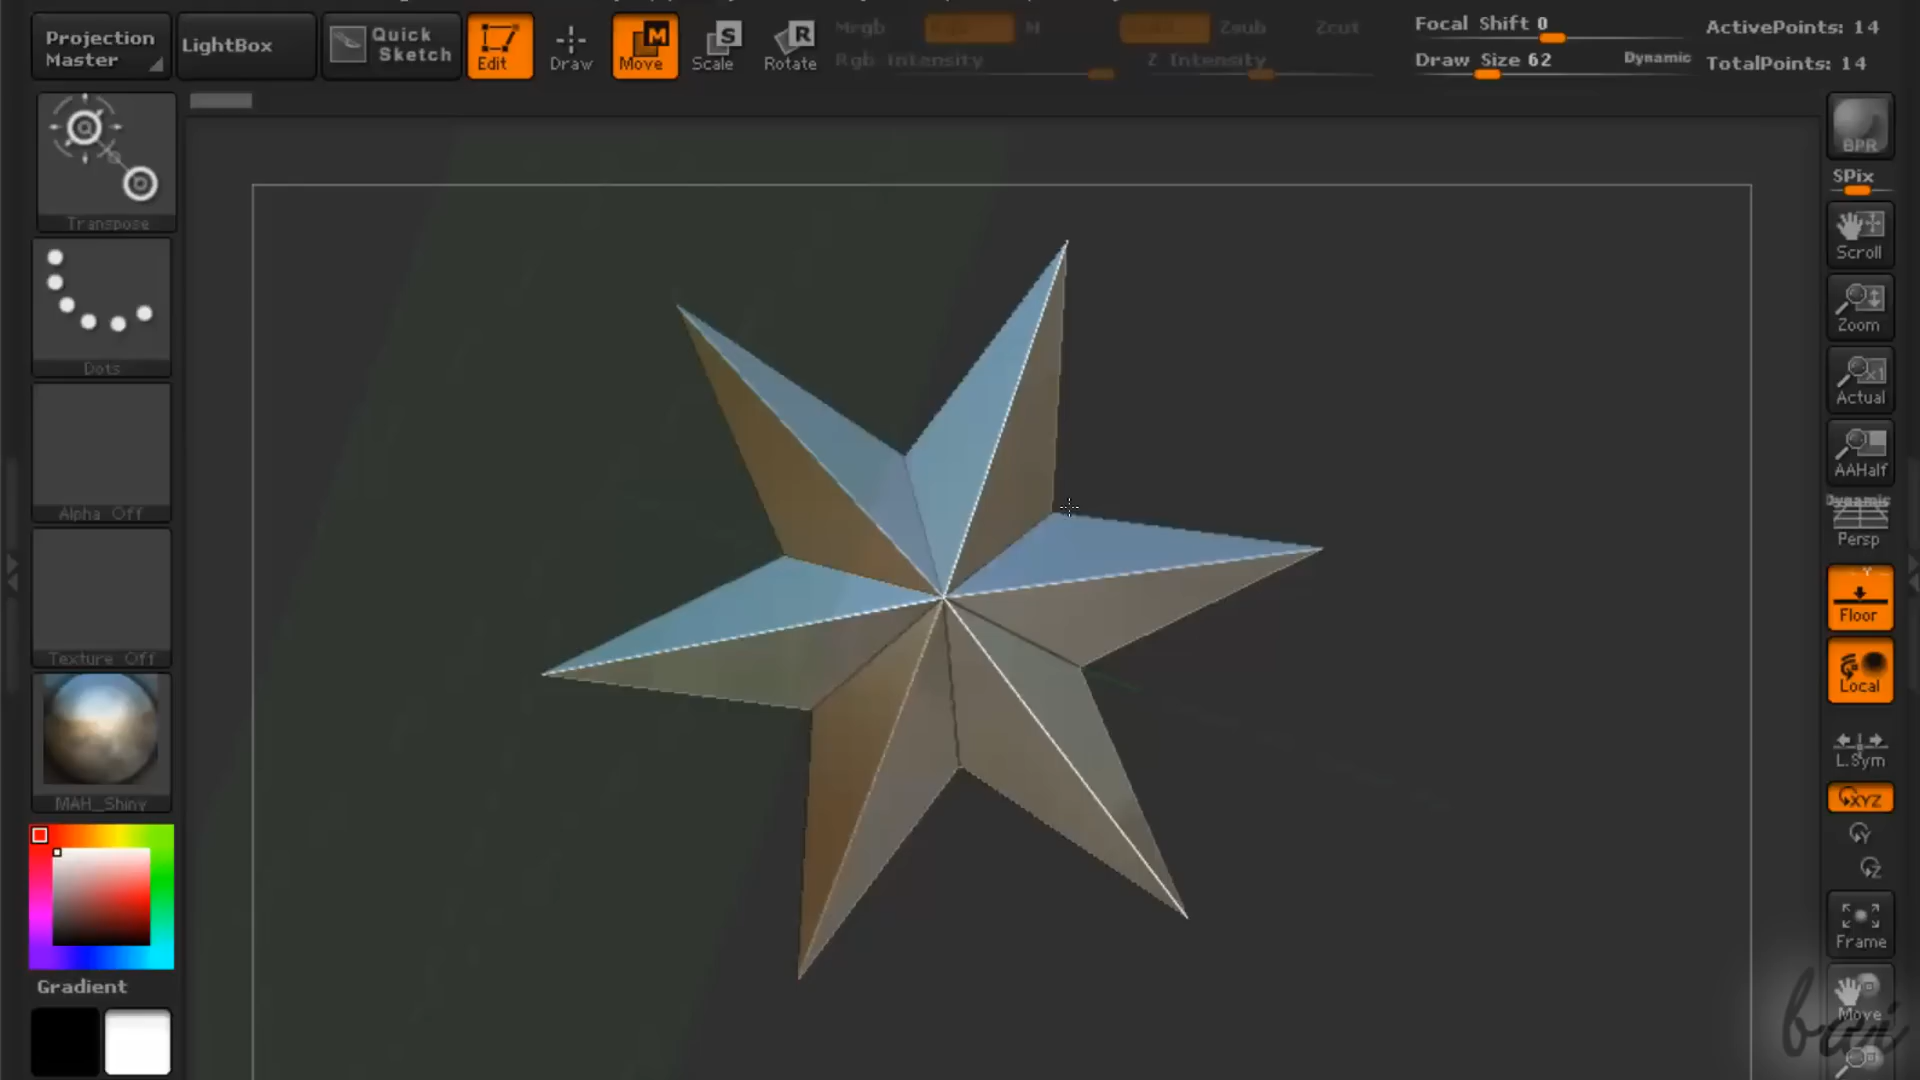 Projection
Master
LightBox
Quick
Sketch
Edit
Draw
M
Move
S
Scale
R
Rotate
Mrgb
M
Zsub
Zcut
Rgb Intensity
Z Intensity
Focal Shift 0
Draw Size 62
Dynamic
ActivePoints: 14
TotalPoints: 14
Transpose
Dots
Alpha Off
Texture Off
MAH_Shiny
Gradient
BPR
SPix
Scroll
Zoom
x1
Actual
AAHalf
Dynamic
Persp
Y
Floor
Local
L.Sym
XYZ
Y
Z
Frame
Move
bai